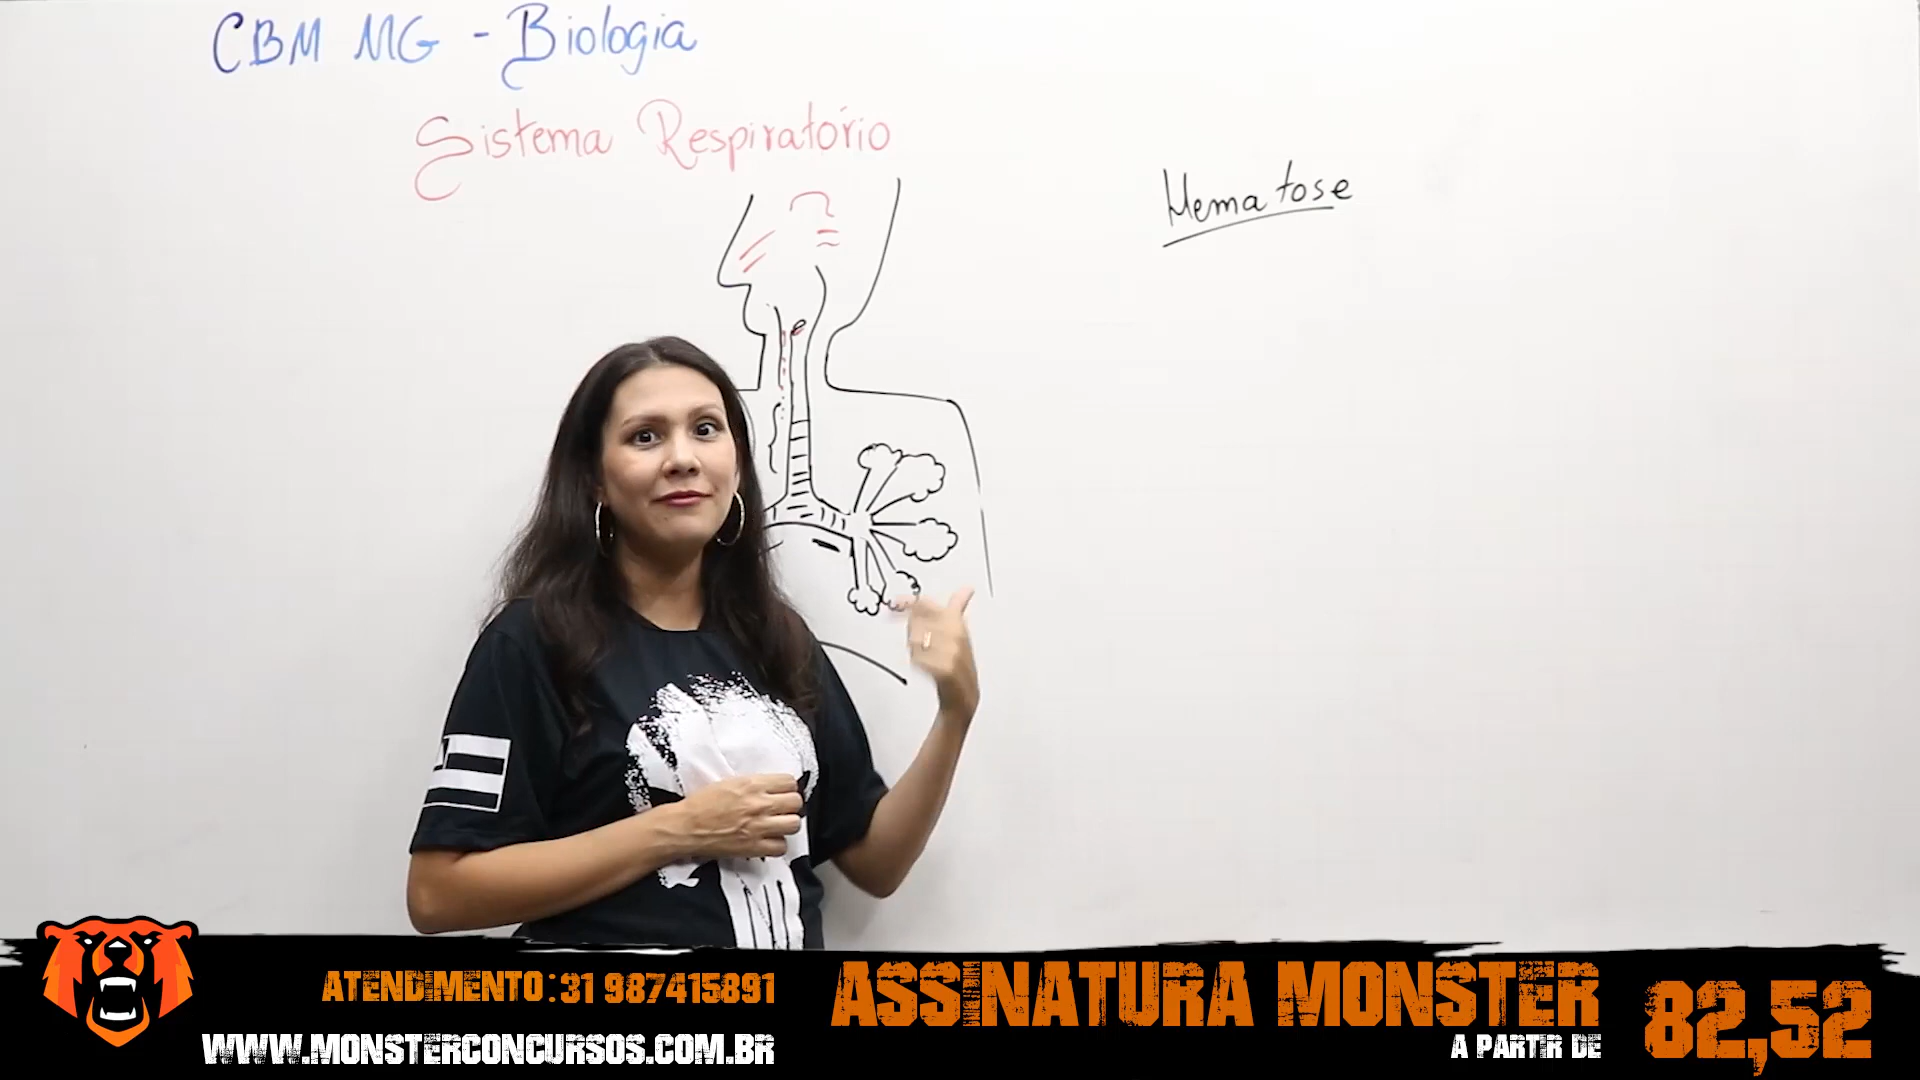 CBM MG - Biologia
Sistema Respiratório
Hematose
ATENDIMENTO: 31 987415891
WWW.MONSTERCONCURSOS.COM.BR
ASSINATURA MONSTER
A PARTIR DE
82,52